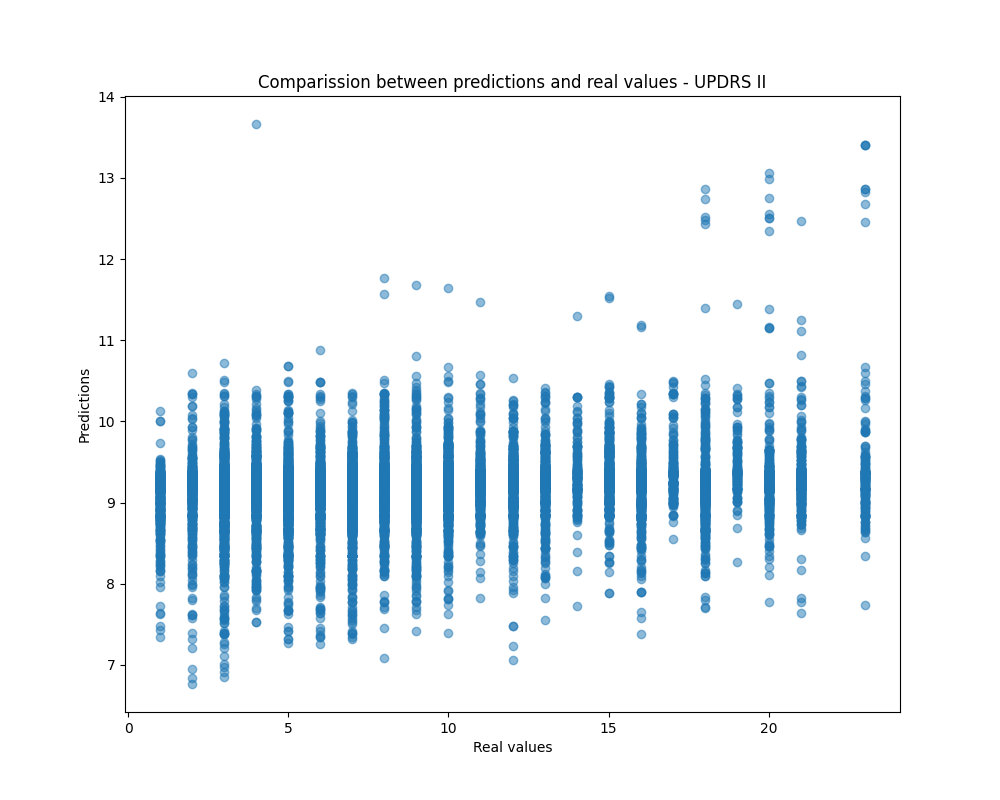 Comparission between predictions and real values - UPDRS II
14
13
12
11
10
9
8
7
Predictions
0 5 10 15 20
Real values